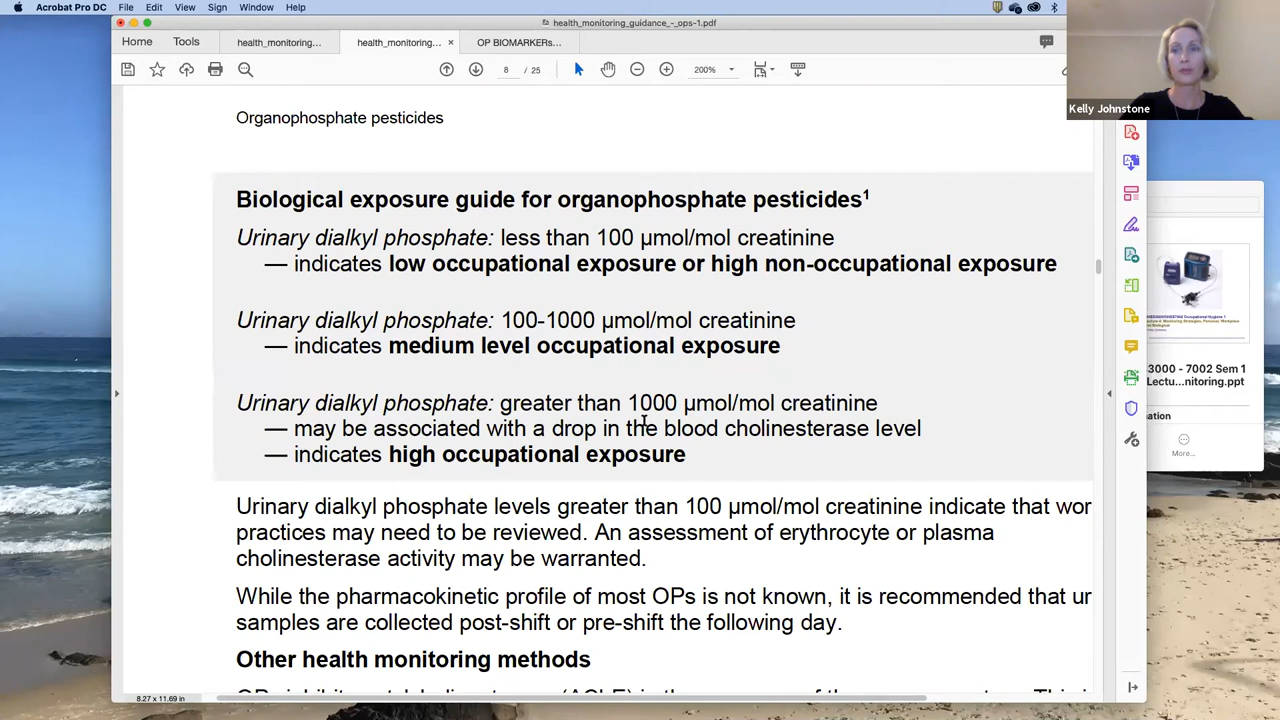 Acrobat Pro DC File Edit View Sign Window Help
health_monitoring_guidance_-_ops-1.pdf
Home Tools health_monitoring... health_monitoring... × OP BIOMARKERs...
8 / 25 200%
Kelly Johnstone
Organophosphate pesticides
Biological exposure guide for organophosphate pesticides¹
Urinary dialkyl phosphate: less than 100 µmol/mol creatinine
— indicates low occupational exposure or high non-occupational exposure
Urinary dialkyl phosphate: 100-1000 µmol/mol creatinine
— indicates medium level occupational exposure
Urinary dialkyl phosphate: greater than 1000 µmol/mol creatinine
— may be associated with a drop in the blood cholinesterase level
— indicates high occupational exposure
Urinary dialkyl phosphate levels greater than 100 µmol/mol creatinine indicate that wor
practices may need to be reviewed. An assessment of erythrocyte or plasma
cholinesterase activity may be warranted.
While the pharmacokinetic profile of most OPs is not known, it is recommended that ur
samples are collected post-shift or pre-shift the following day.
Other health monitoring methods
8.27 x 11.69 in
3000 - 7002 Sem 1
Lectu...nitoring.ppt
ation
More...